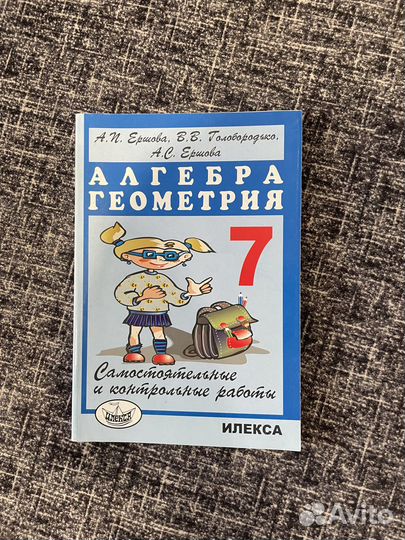 А.П. Ершова, В.В. Голобородько,
А.С. Ершова
АЛГЕБРА
ГЕОМЕТРИЯ
7
Самостоятельные
и контрольные работы
ИЛЕКСА
ИЛЕКСА
Avito